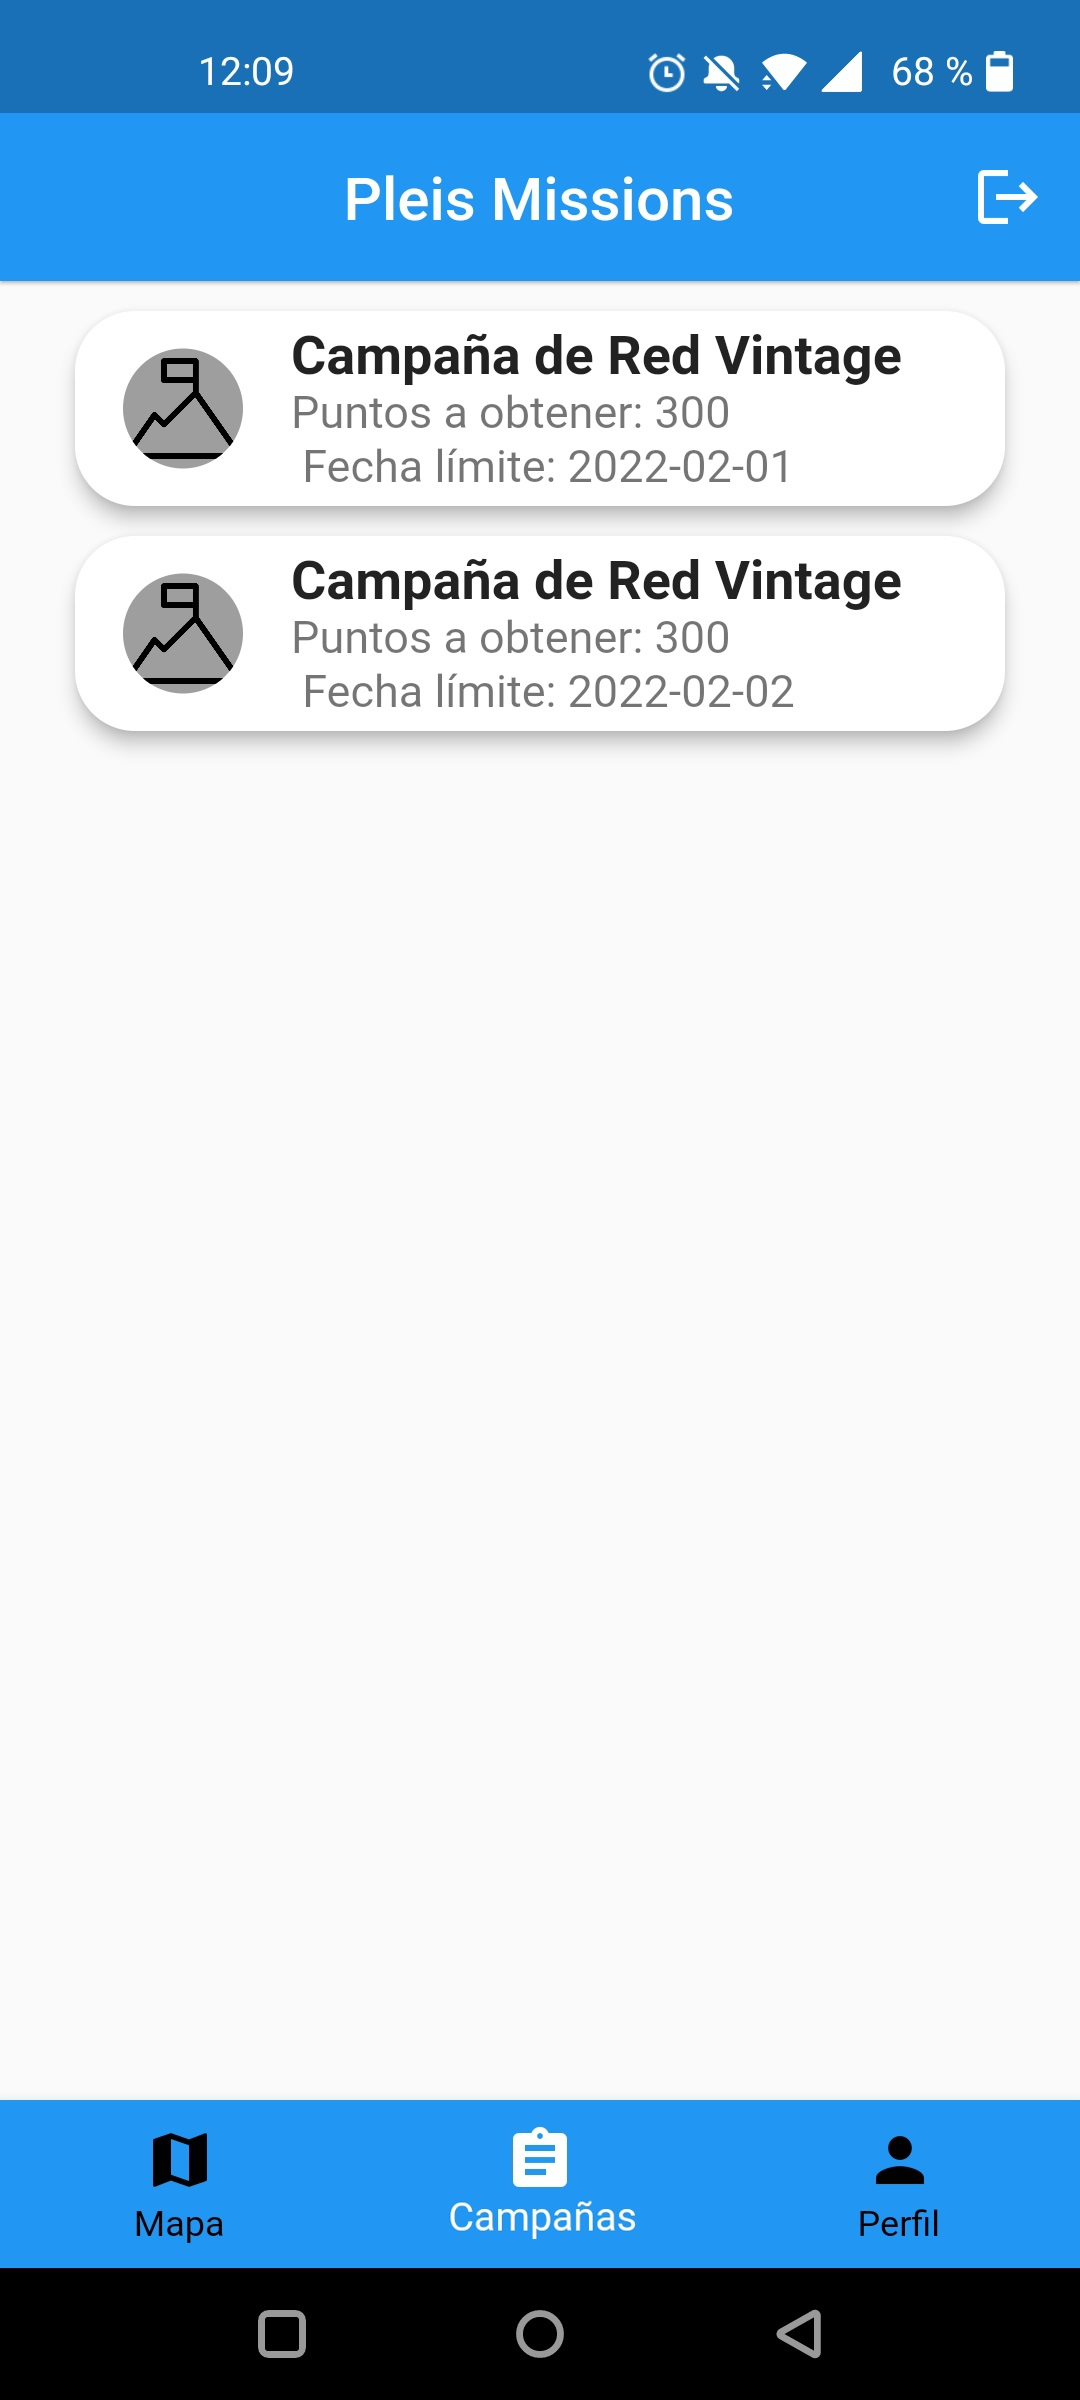 12:09 68 %
Pleis Missions
Campaña de Red Vintage
Puntos a obtener: 300
Fecha límite: 2022-02-01
Campaña de Red Vintage
Puntos a obtener: 300
Fecha límite: 2022-02-02
Mapa Campañas Perfil